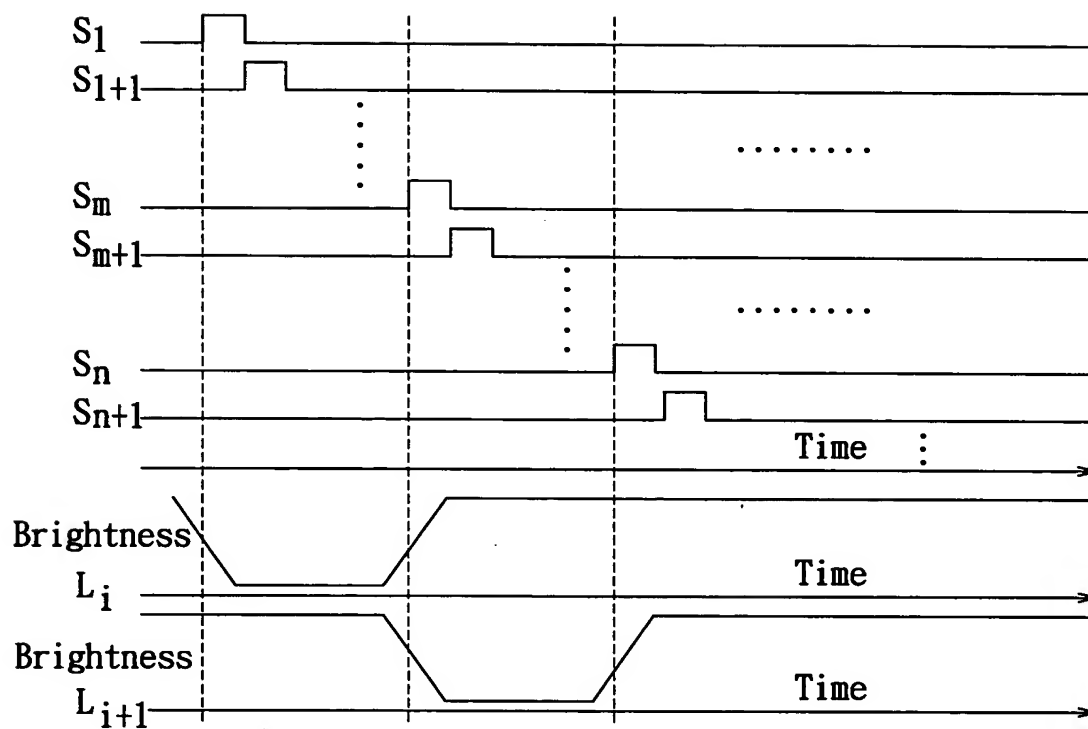 S1
S1+1
Sm
Sm+1
Sn
Sn+1
Time
Brightness
Li
Time
Brightness
Li+1
Time